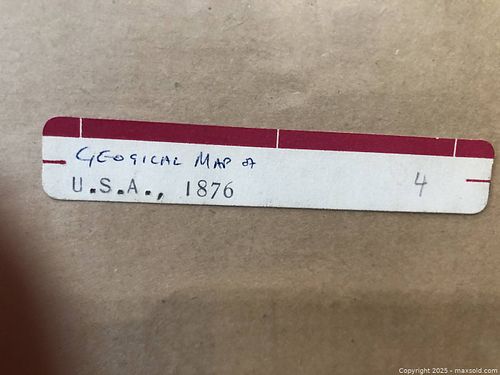 GEOGICAL MAP OF
U.S.A., 1876 4
Copyright 2025 - maxsold.com